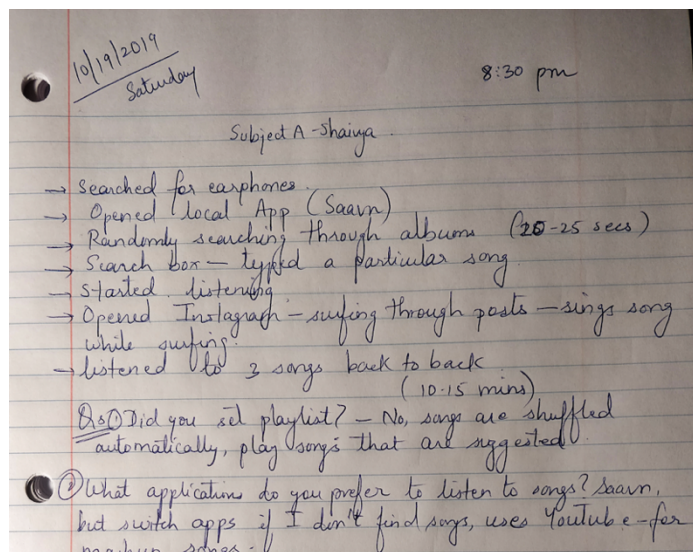 10/19/2019
Saturday
8:30 pm
Subject A - Shaivya
→ Searched for earphones.
→ Opened local App (Saavn)
→ Randomly searching through albums (20-25 secs)
→ Search box — typed a particular song.
→ Started listening
→ Opened Instagram — surfing through posts — sings song
while surfing.
→ listened to 3 songs back to back
(10-15 mins)
Qs① Did you set playlist? — No, songs are shuffled
automatically, play songs that are suggested.
② What applications do you prefer to listen to songs? Saavn,
but switch apps if I don't find songs, uses YouTube - for
songs.